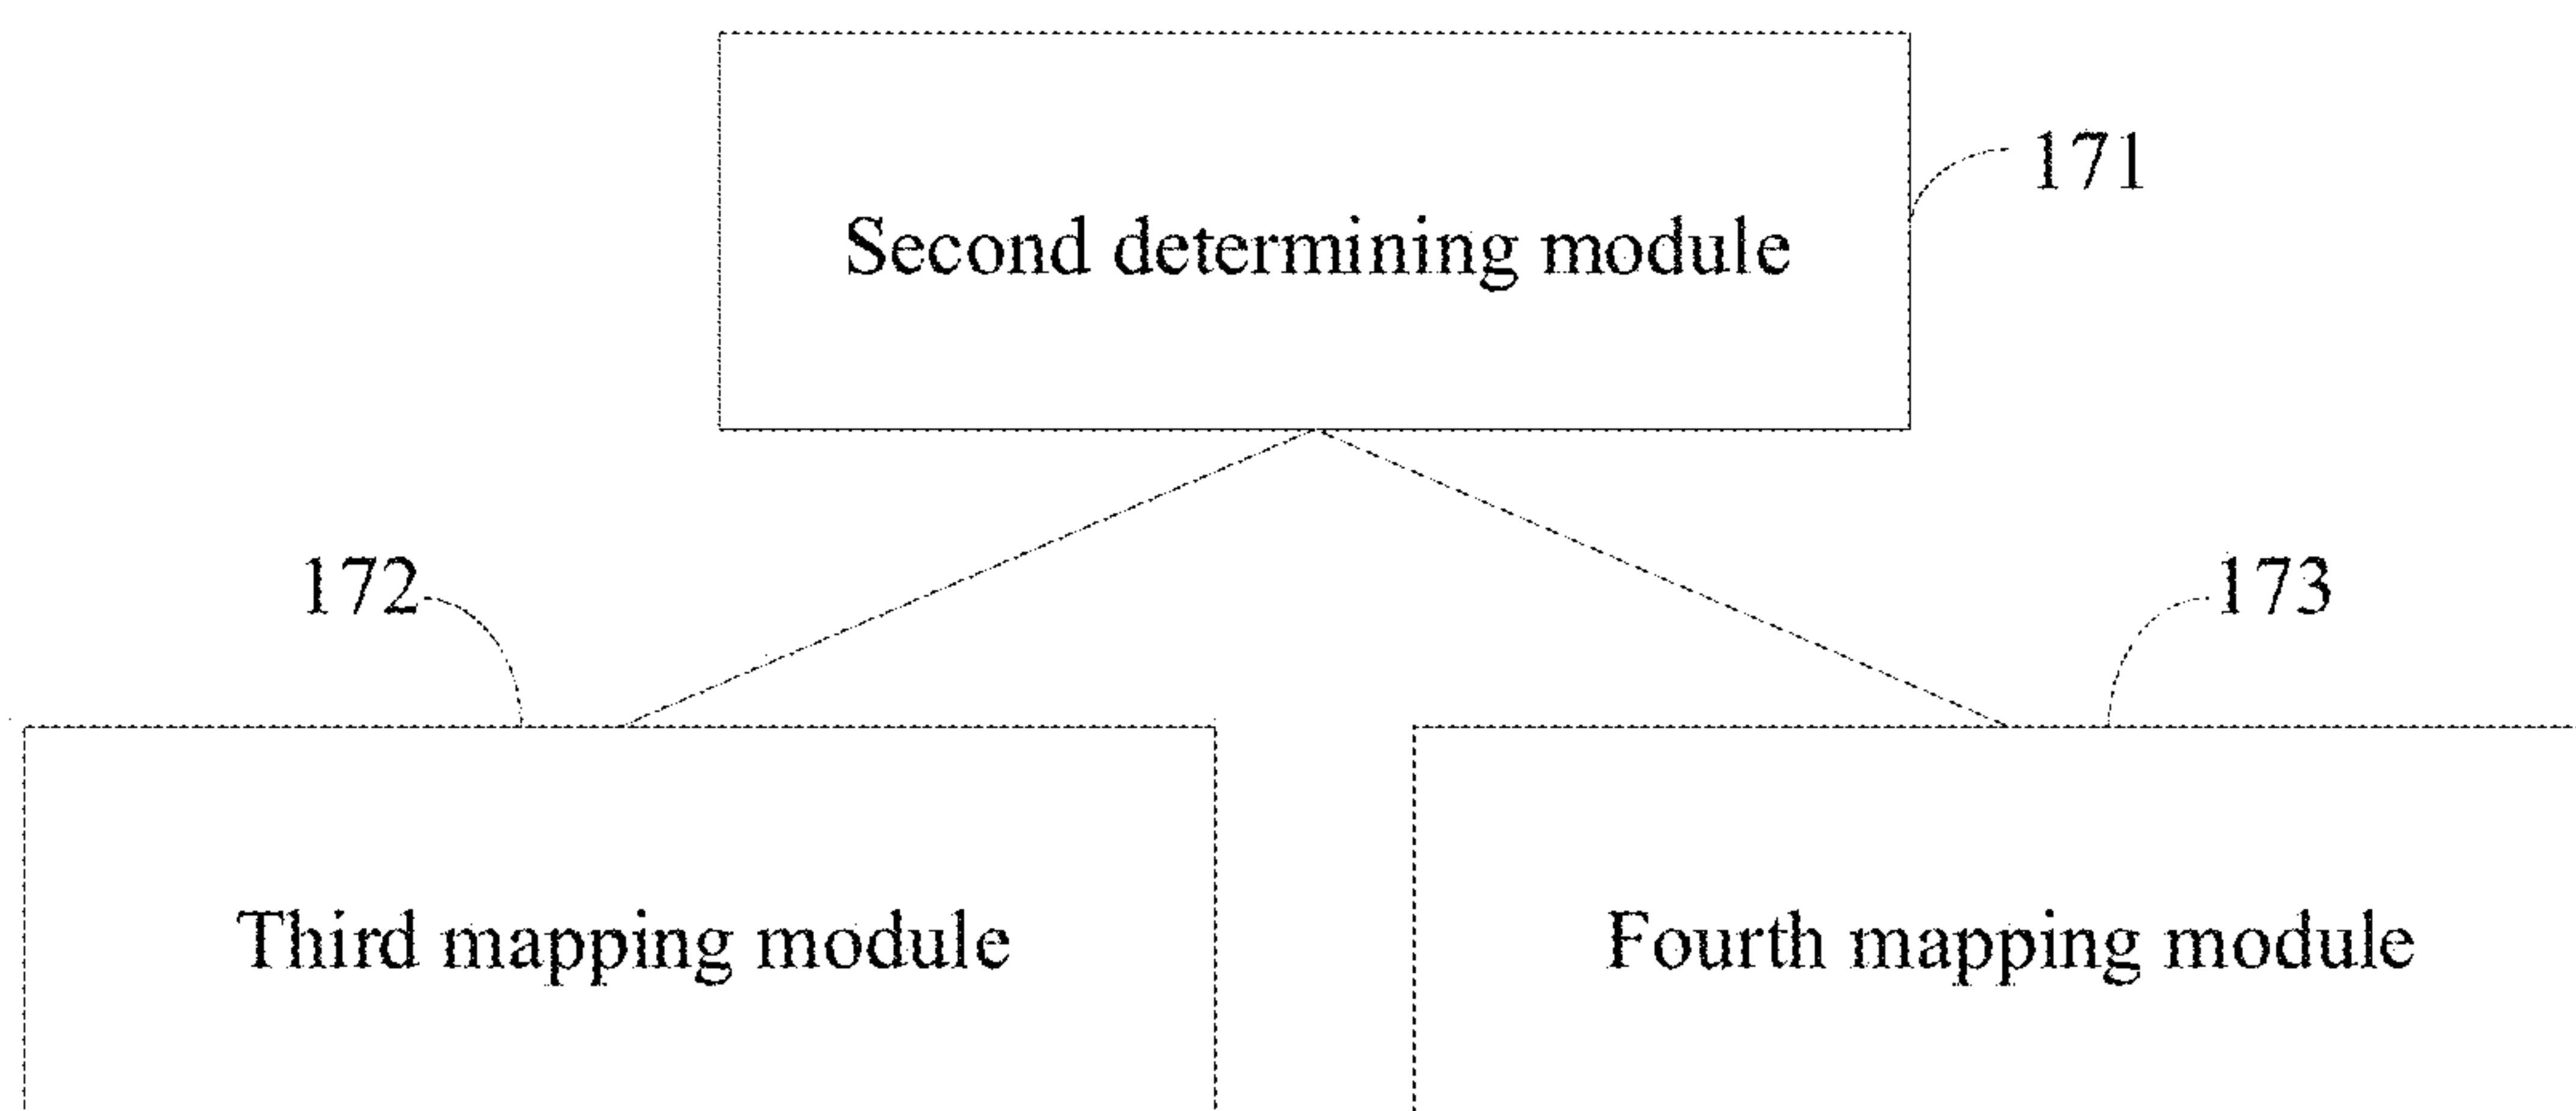 171
Second determining module
172
173
Third mapping module
Fourth mapping module